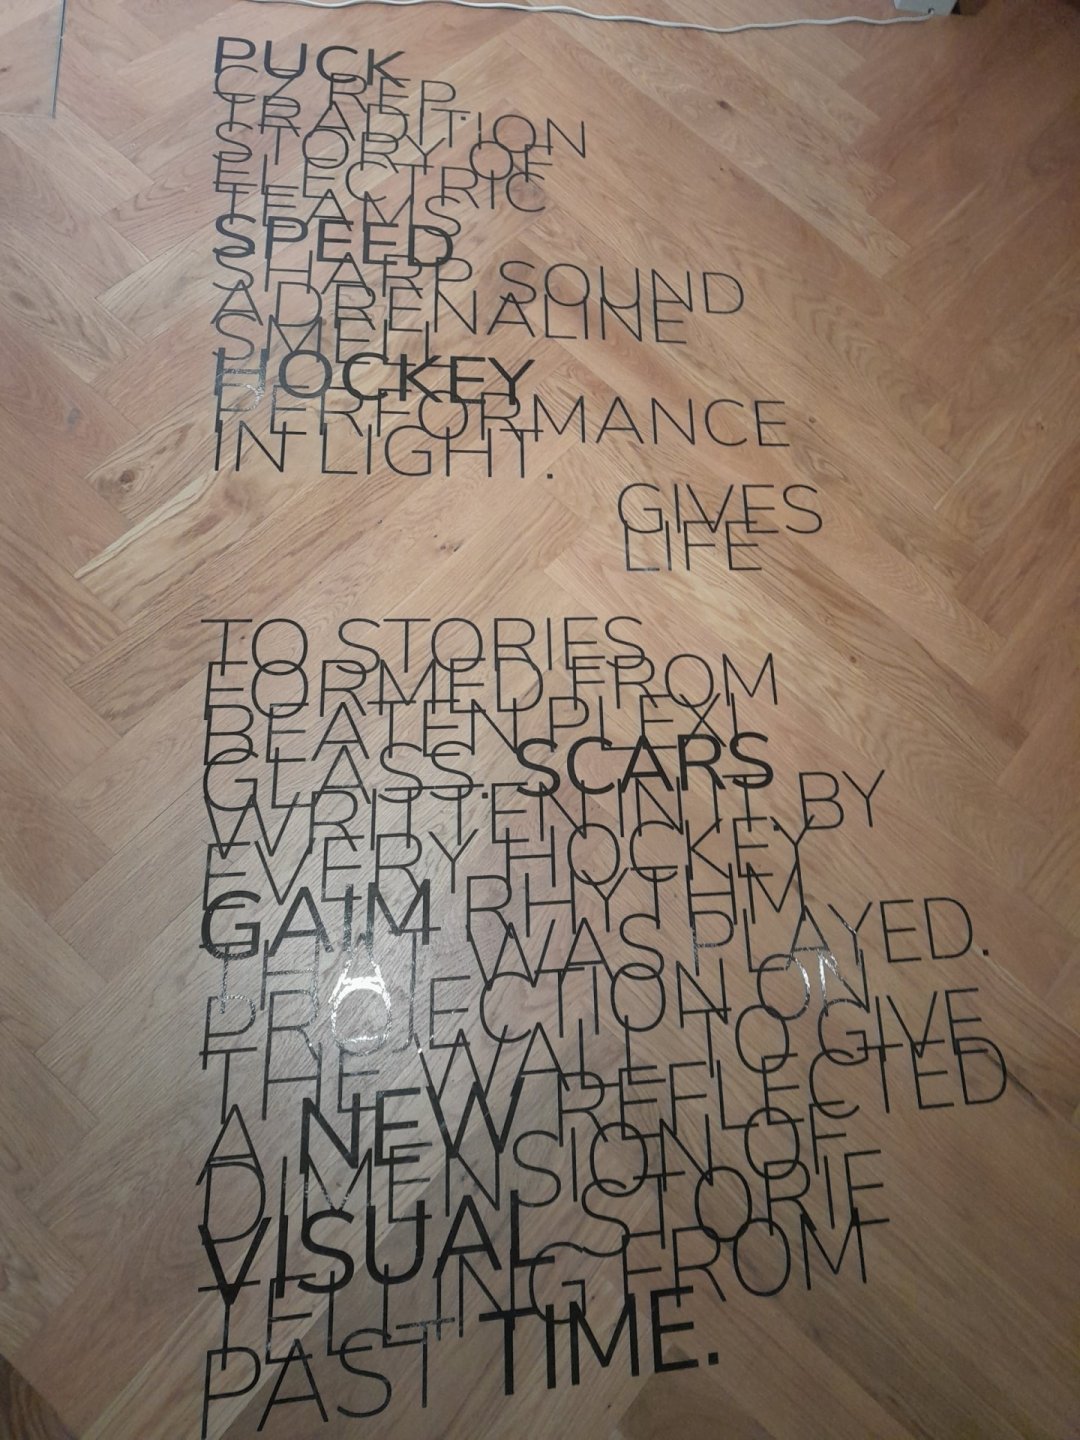 PUCK
CZ REP.
TRADITION
STORY OF
ELECTRIC
TEAMS
SPEED
SHARP SOUND
ADRENALINE
SMELL
HOCKEY
PERFORMANCE
IN LIGHT.
GIVES
LIFE
TO STORIES
FORMED FROM
BEATEN PLEXI
GLASS. SCARS
WRITTEN IN IT. BY
EVERY HOCKEY
GAIM RHYTHM
THAT WAS PLAYED.
PROJECTION ON
THE WALL TO GIVE
A NEW REFLECTED
DIMENSION OF
VISUAL STORIE
TELLING FROM
PAST TIME.